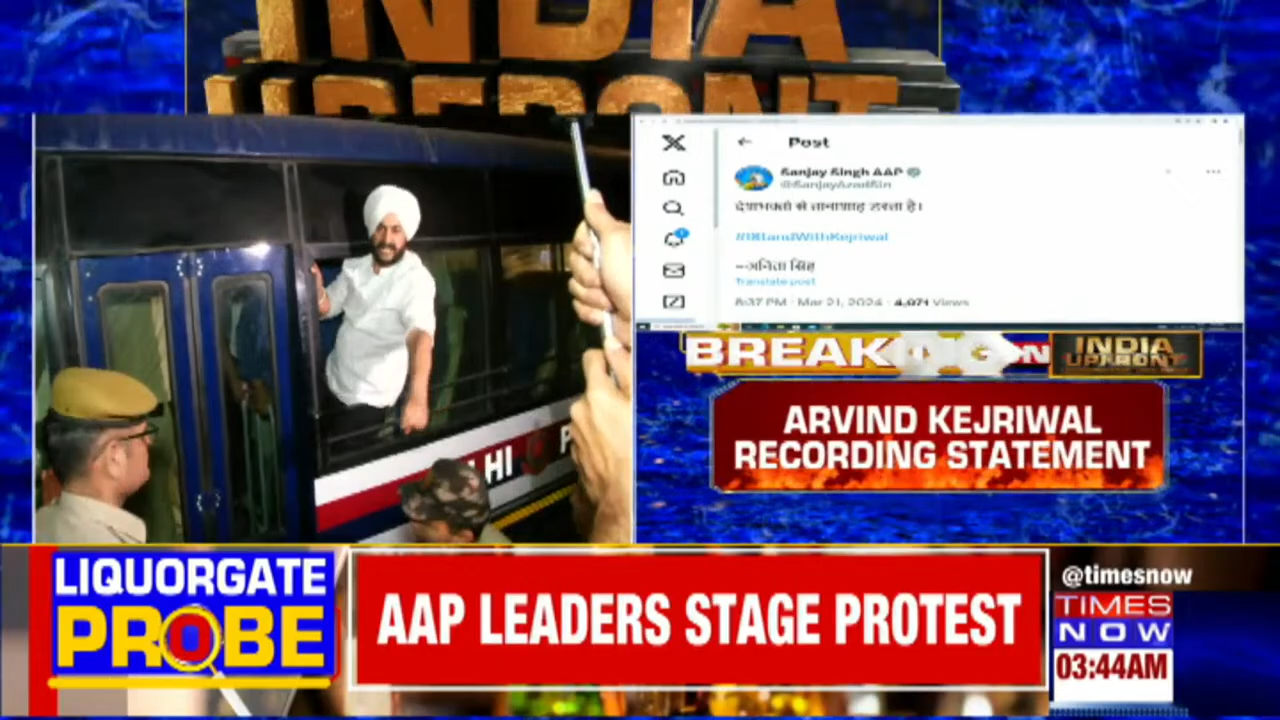 INDIA
UPFRONT
HI
P
Post
Sanjay Singh AAP
@SanjayAzadSln
देशभक्तो से तानाशाह डरता है।
#IStandWithKejriwal
—अनिता सिंह
Translate post
8:37 PM · Mar 21, 2024 · 4,071 Views
INDIA
UPFRONT
ARVIND KEJRIWAL
RECORDING STATEMENT
LIQUORGATE
PROBE
AAP LEADERS STAGE PROTEST
@timesnow
TIMES
NOW
03:44AM